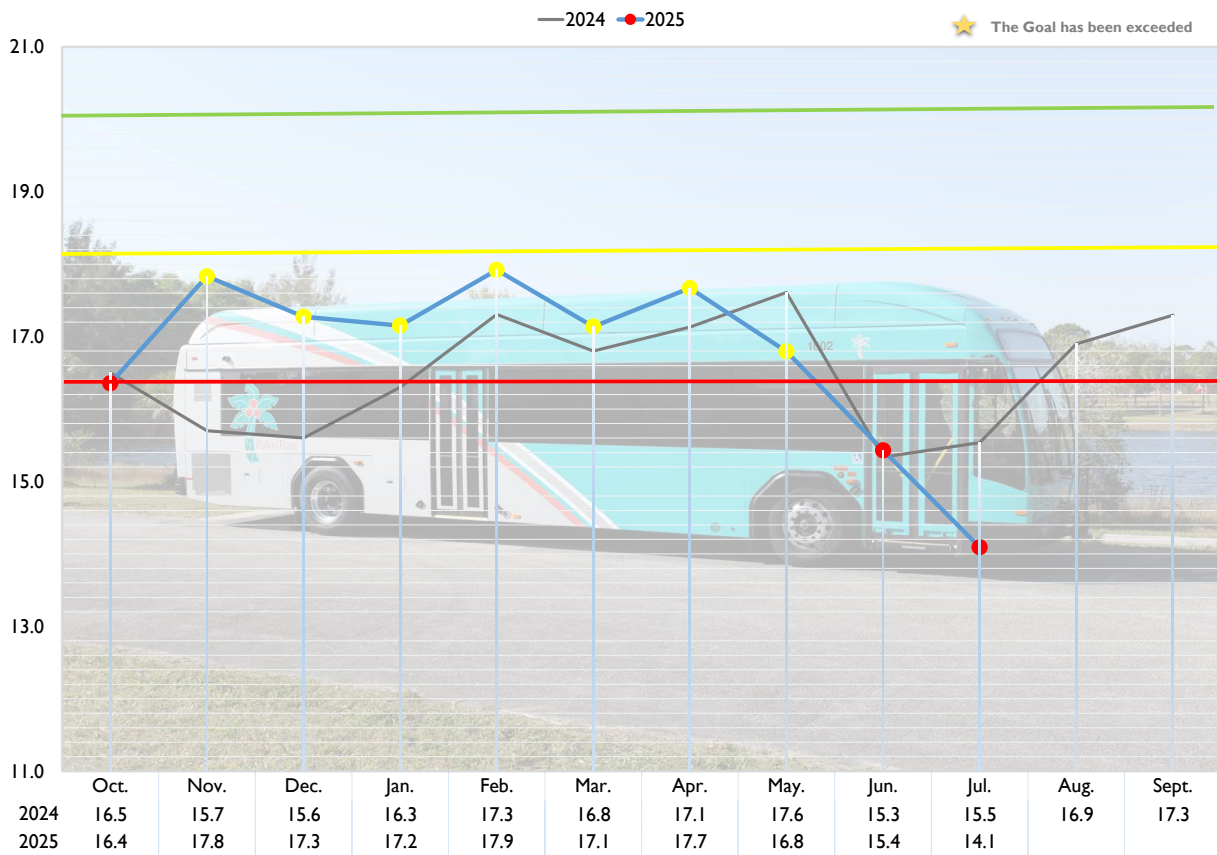 2024 2025
The Goal has been exceeded
21.0
19.0
17.0
15.0
13.0
11.0
1602
Oct. Nov. Dec. Jan. Feb. Mar. Apr. May. Jun. Jul. Aug. Sept.
2024 16.5 15.7 15.6 16.3 17.3 16.8 17.1 17.6 15.3 15.5 16.9 17.3
2025 16.4 17.8 17.3 17.2 17.9 17.1 17.7 16.8 15.4 14.1